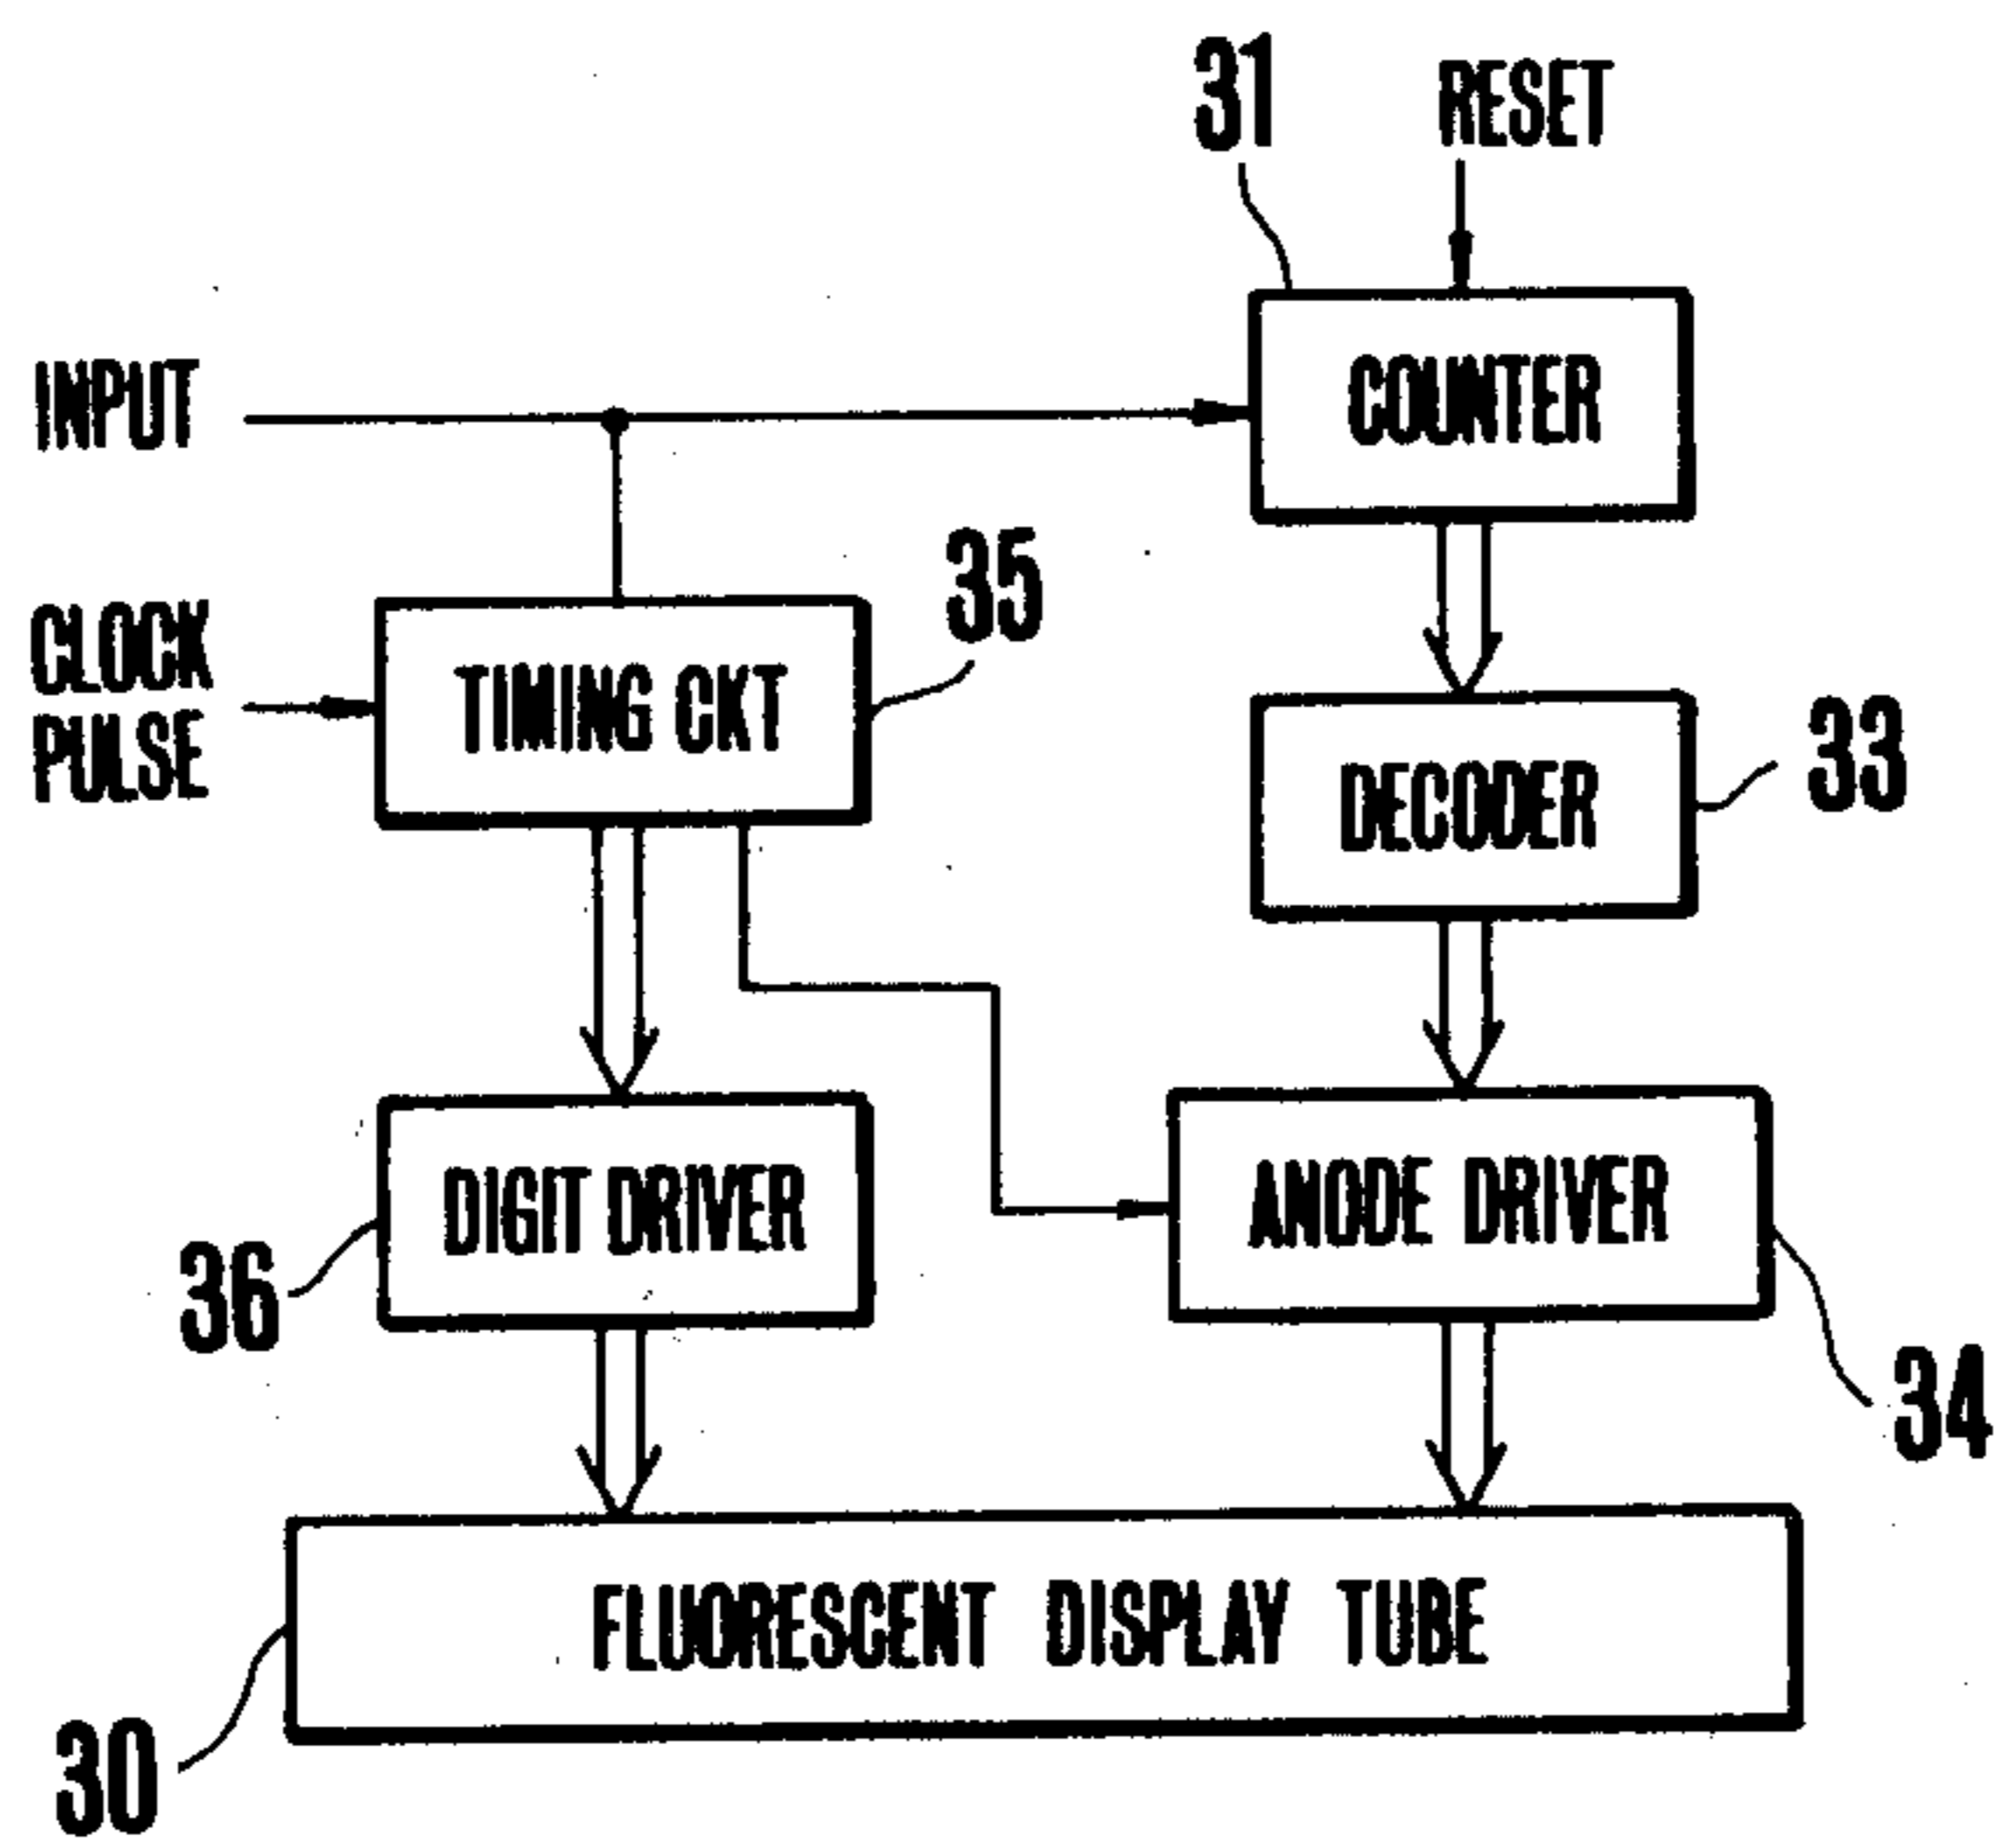 31
RESET
INPUT
COUNTER
35
CLOCK
PULSE
TIMING CKT
33
DECODER
36
DIGIT DRIVER
ANODE DRIVER
34
FLUORESCENT DISPLAY TUBE
30